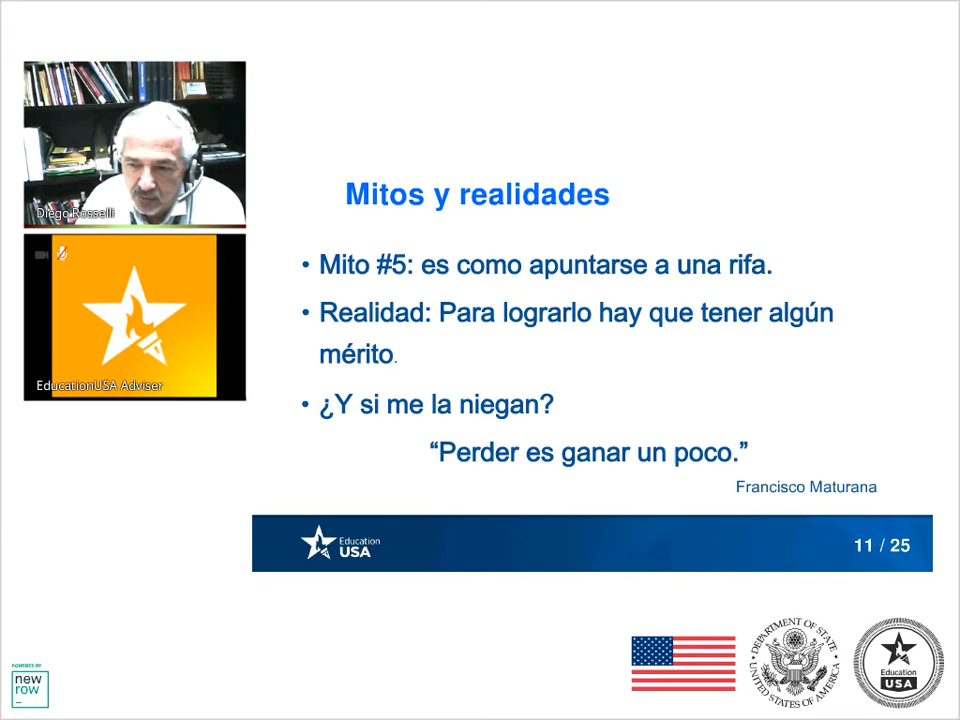 Diego Rosselli
EducationUSA Adviser
Mitos y realidades
• Mito #5: es como apuntarse a una rifa.
• Realidad: Para lograrlo hay que tener algún
mérito.
• ¿Y si me la niegan?
“Perder es ganar un poco.”
Francisco Maturana
Education
USA
11 / 25
POWERED BY
new
row
DEPARTMENT OF STATE
UNITED STATES OF AMERICA
Education
USA